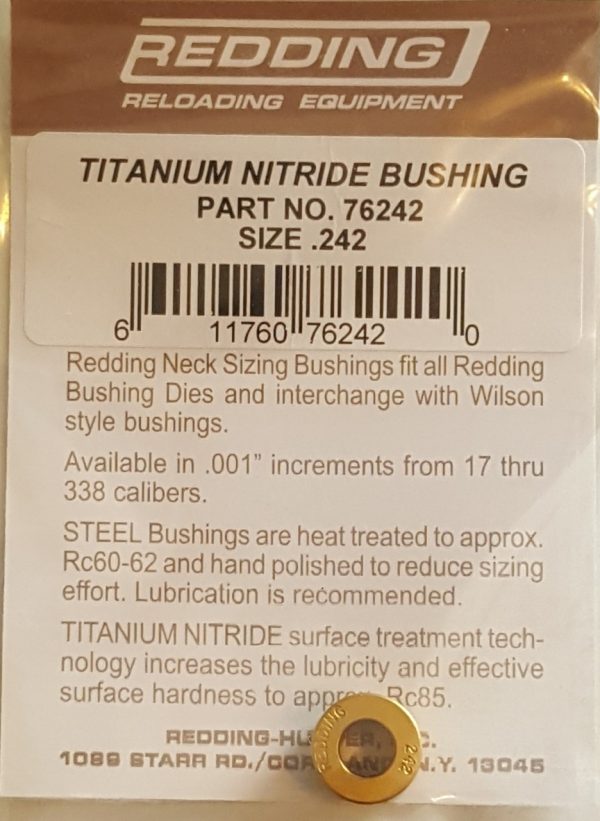 REDDING
RELOADING EQUIPMENT
TITANIUM NITRIDE BUSHING
PART NO. 76242
SIZE .242
6 11760 76242 0
Redding Neck Sizing Bushings fit all Redding
Bushing Dies and interchange with Wilson
style bushings.
Available in .001” increments from 17 thru
338 calibers.
STEEL Bushings are heat treated to approx.
Rc60-62 and hand polished to reduce sizing
effort. Lubrication is recommended.
TITANIUM NITRIDE surface treatment tech-
nology increases the lubricity and effective
surface hardness to Rc85.
1089 STARR RD./ N.Y. 13045
REDDING 242